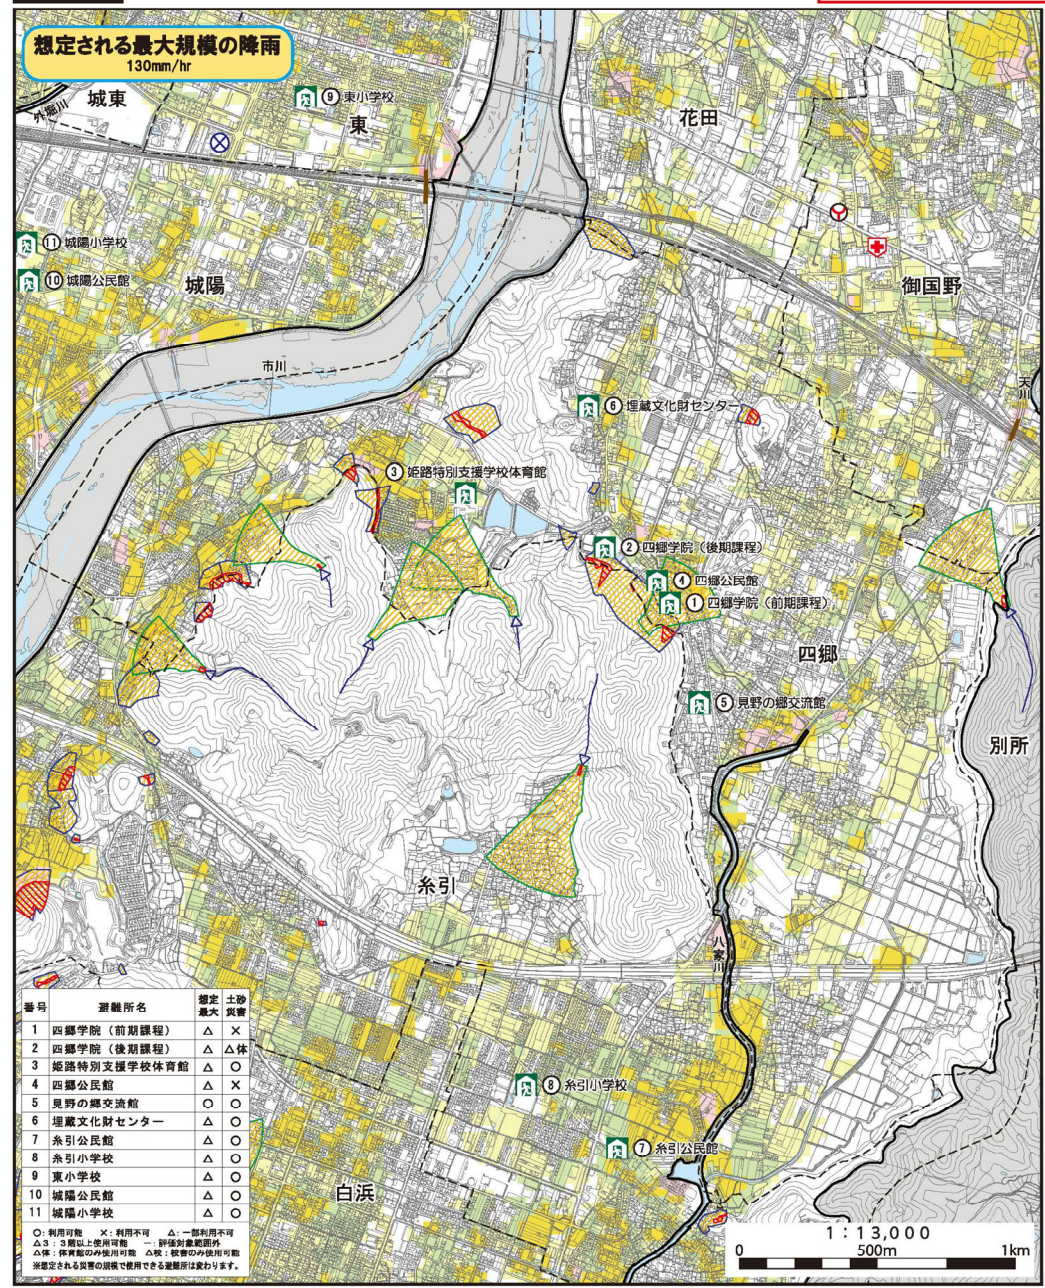 想定される最大規模の降雨
130mm/hr
城東
外堀川
⑨ 東小学校
東
花田
⑪ 城陽小学校
⑩ 城陽公民館
城陽
御国野
市川
天川
⑥ 埋蔵文化財センター
③ 姫路特別支援学校体育館
② 四郷学院（後期課程）
④ 四郷公民館
① 四郷学院（前期課程）
四郷
⑤ 見野の郷交流館
別所
糸引
八家川
⑧ 糸引小学校
⑦ 糸引公民館
白浜
番号 避難所名 想定最大 土砂災害
1 四郷学院（前期課程） △ ×
2 四郷学院（後期課程） △ △体
3 姫路特別支援学校体育館 △ ○
4 四郷公民館 △ ×
5 見野の郷交流館 ○ ○
6 埋蔵文化財センター △ ○
7 糸引公民館 △ ○
8 糸引小学校 △ ○
9 東小学校 △ ○
10 城陽公民館 △ ○
11 城陽小学校 △ ○
○：利用可能 ×：利用不可 △：一部利用不可
△3：3階以上使用可能 －：評価対象範囲外
△体：体育館のみ使用可能 △校：校舎のみ使用可能
※想定される災害の規模で使用できる避難所は変わります。
1：13,000
0 500m 1km